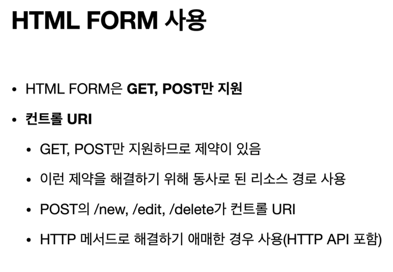 HTML FORM 사용
• HTML FORM은 GET, POST만 지원
• 컨트롤 URI
• GET, POST만 지원하므로 제약이 있음
• 이런 제약을 해결하기 위해 동사로 된 리소스 경로 사용
• POST의 /new, /edit, /delete가 컨트롤 URI
• HTTP 메서드로 해결하기 애매한 경우 사용(HTTP API 포함)